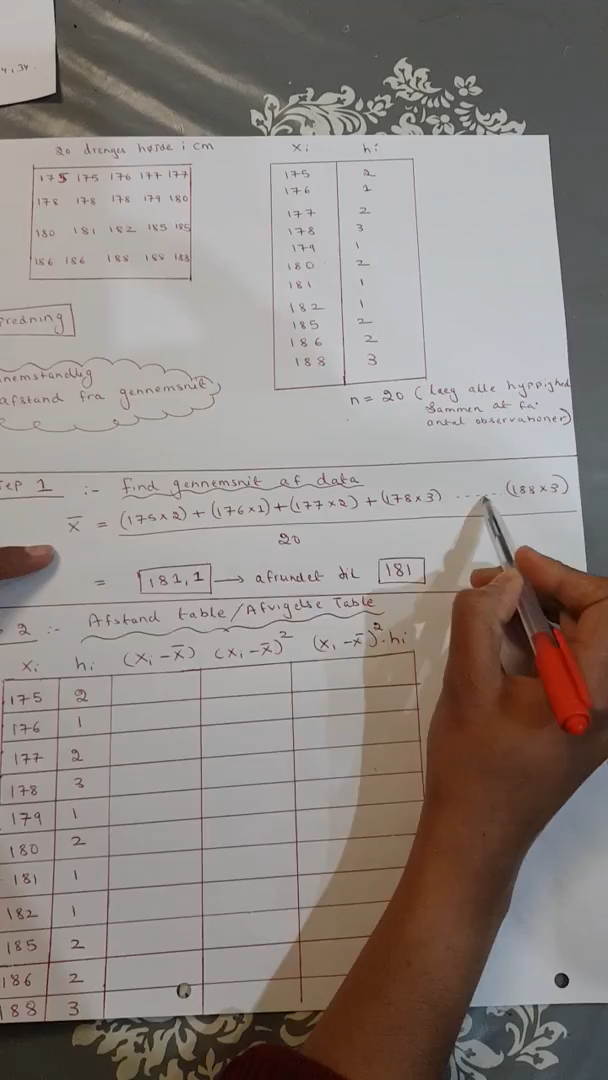 4, 34.
20 drenges højde i cm
175 175 176 177 177
178 178 178 179 180
180 181 182 185 185
186 186 188 188 188
xi hi
175 2
176 1
177 2
178 3
179 1
180 2
181 1
182 1
185 2
186 2
188 3
n = 20 (læg alle hyppighed
sammen at få
antal observationer)
predning
nemstandlig
afstand fra gennemsnit
tep 1 :- find gennemsnit af data
x̄ = (175×2) + (176×1) + (177×2) + (178×3) ...... (188×3)
20
= 181,1 → afrundet til 181
2 :- Afstand table/Afvigelse Table
xi hi (xi - x̄) (xi - x̄)² (xi - x̄)²·hi
175 2
176 1
177 2
178 3
179 1
180 2
181 1
182 1
185 2
186 2
188 3